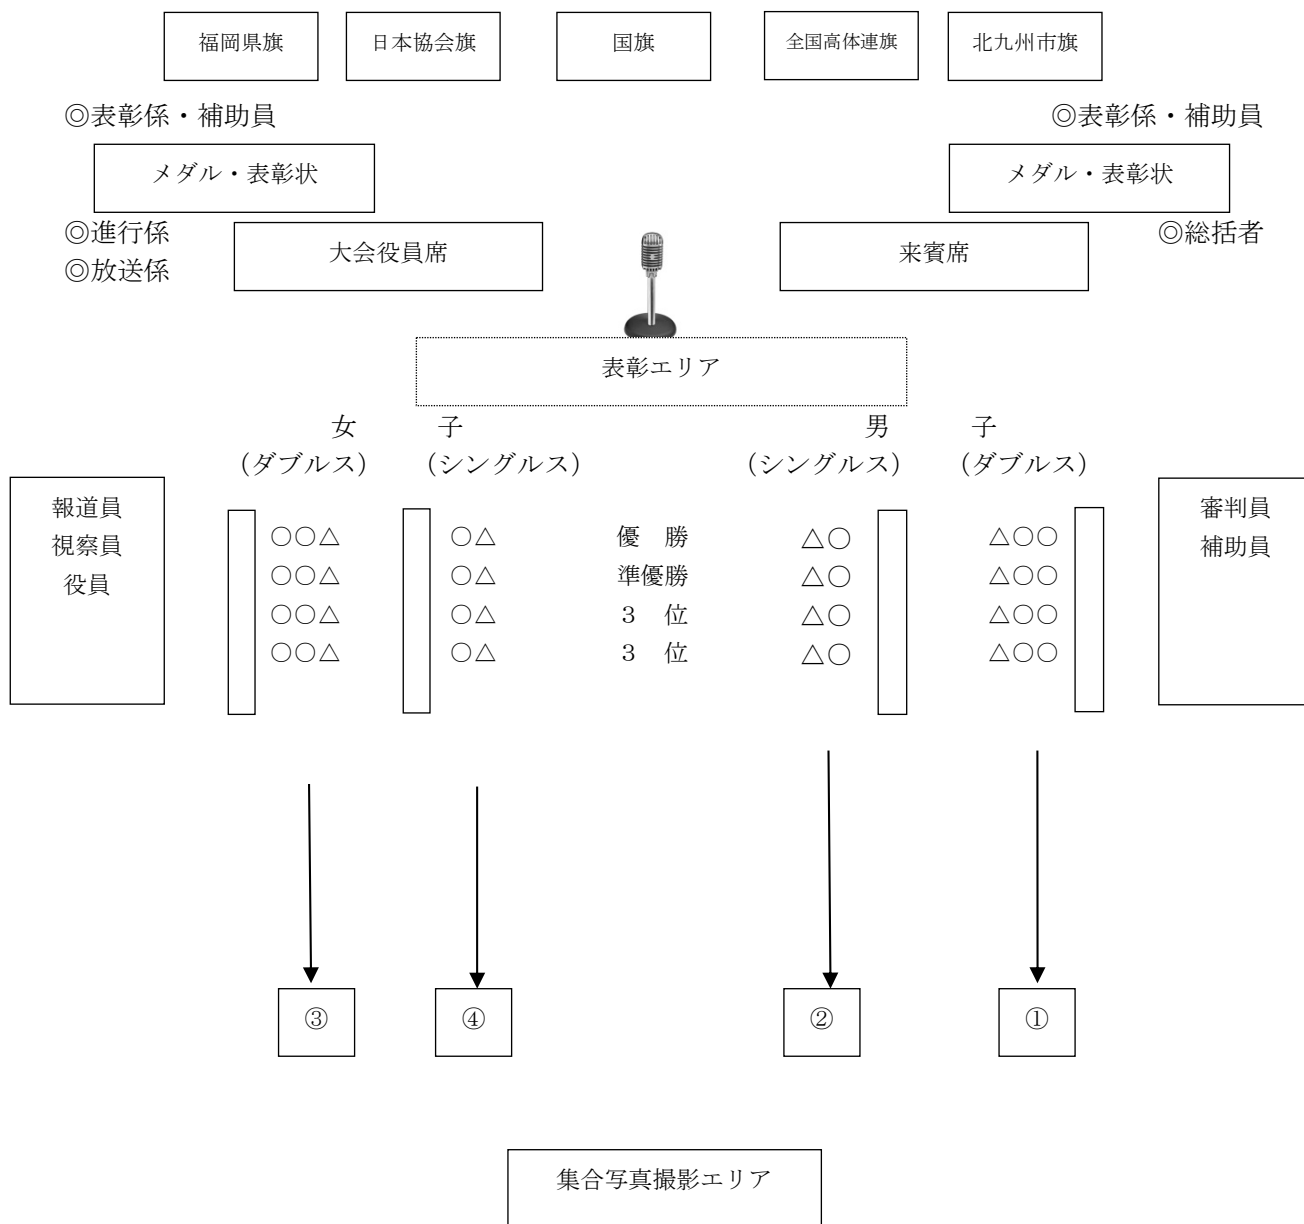 福岡県旗 日本協会旗 国旗 全国高体連旗 北九州市旗
◎表彰係・補助員 ◎表彰係・補助員
メダル・表彰状 メダル・表彰状
◎進行係 ◎総括者
◎放送係
大会役員席 来賓席
表彰エリア
女 子 男 子
(ダブルス) (シングルス) (シングルス) (ダブルス)
報道員
視察員
役員
○○△ ○△ 優 勝 △○ △○○
○○△ ○△ 準優勝 △○ △○○
○○△ ○△ 3 位 △○ △○○
○○△ ○△ 3 位 △○ △○○
審判員
補助員
③ ④ ② ①
集合写真撮影エリア